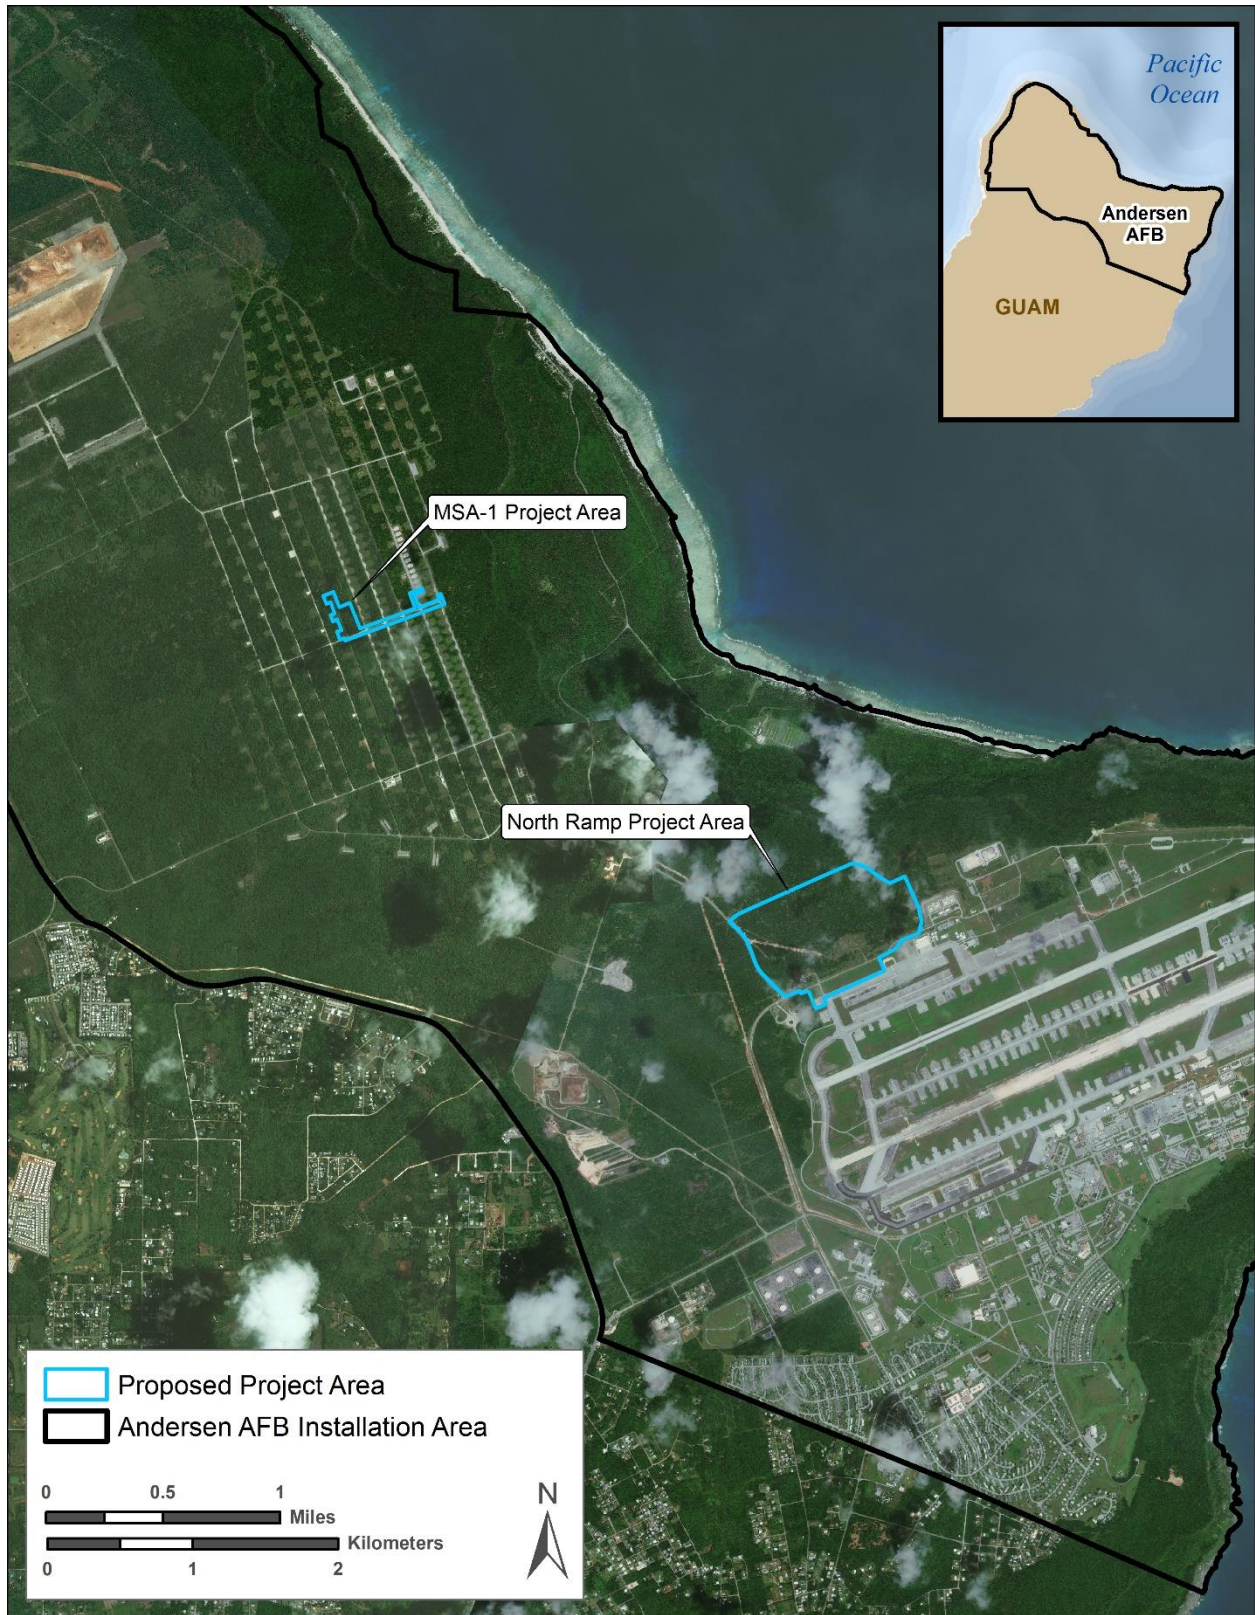 Pacific
Ocean
Andersen
AFB
GUAM
MSA-1 Project Area
North Ramp Project Area
Proposed Project Area
Andersen AFB Installation Area
0 0.5 1
Miles
Kilometers
0 1 2
N